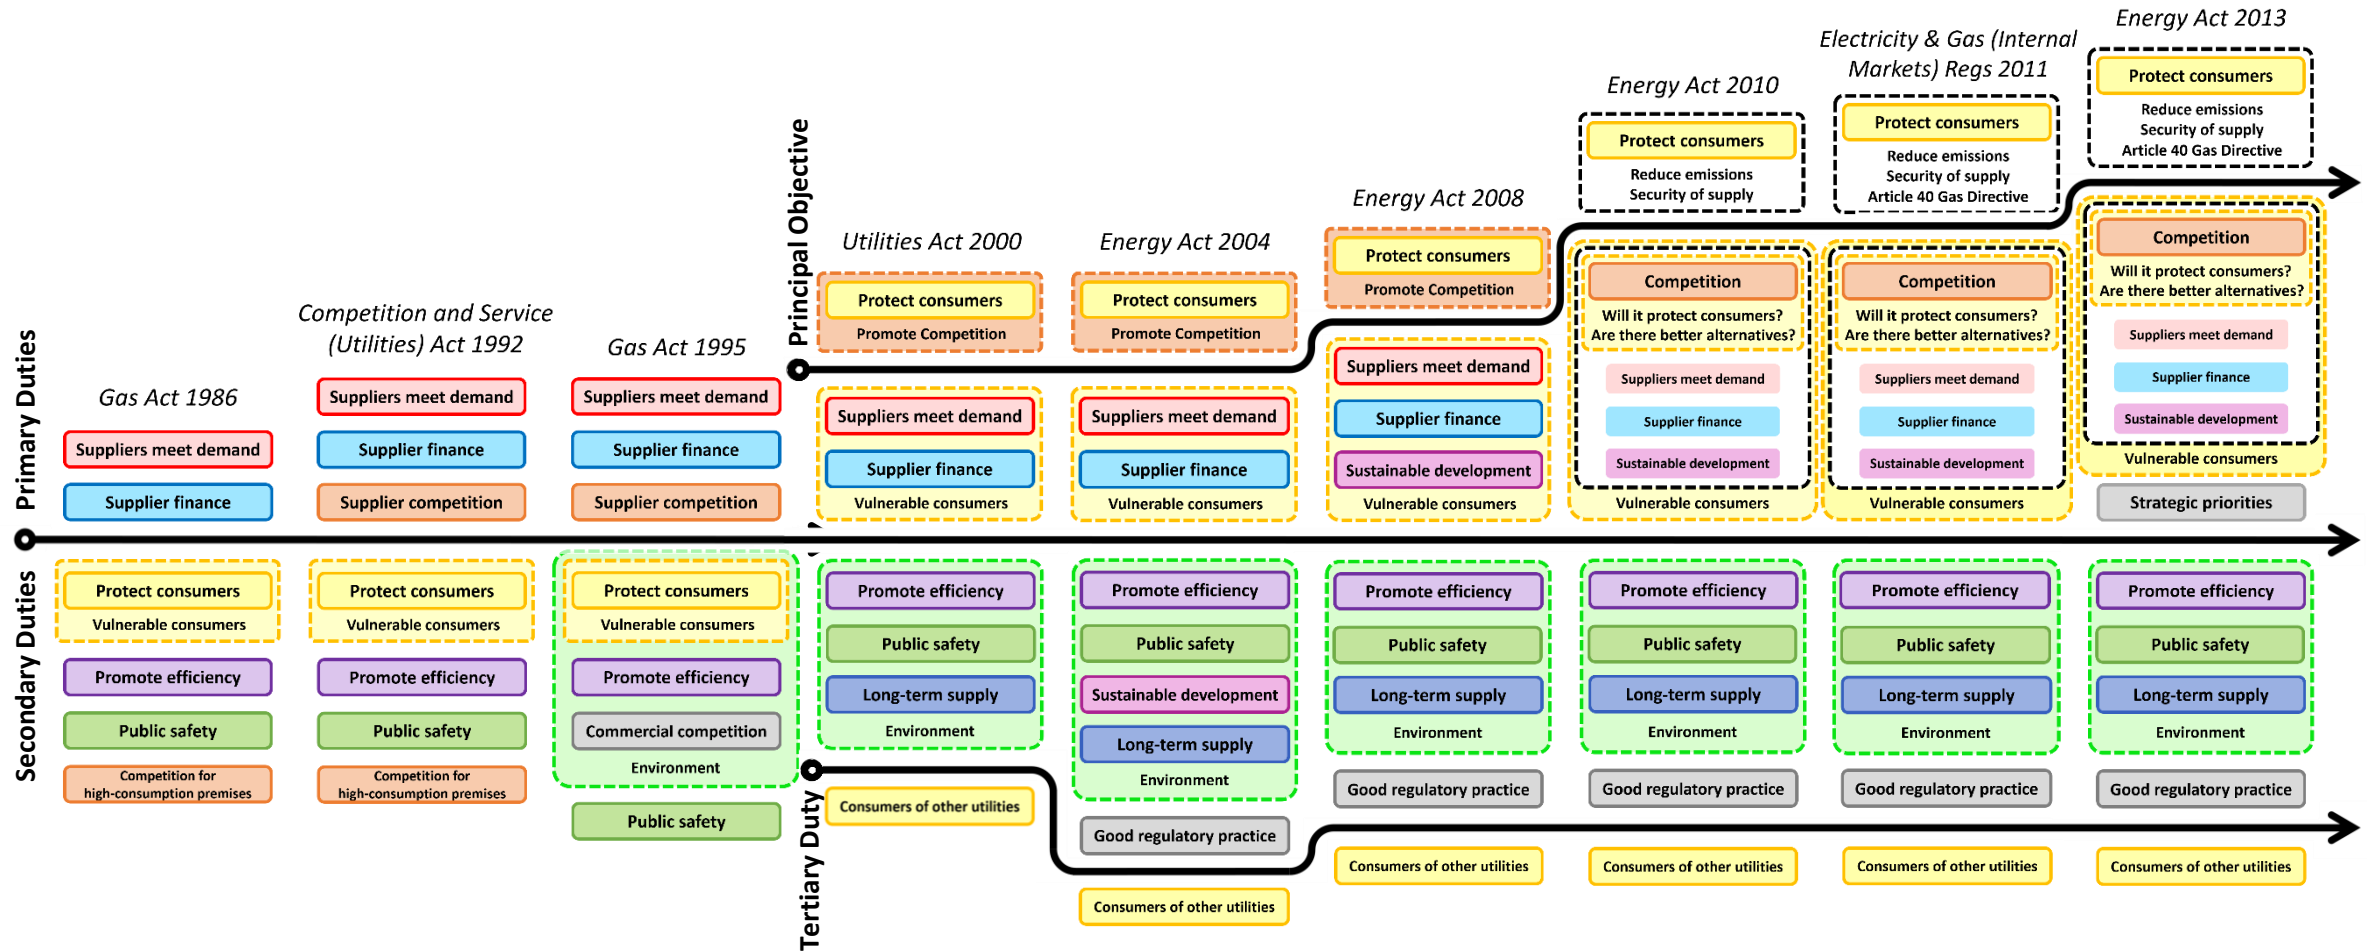 Primary Duties
Secondary Duties
Principal Objective
Tertiary Duty
Gas Act 1986
Suppliers meet demand
Supplier finance
Protect consumers
Vulnerable consumers
Promote efficiency
Public safety
Competition for
high-consumption premises
Competition and Service
(Utilities) Act 1992
Suppliers meet demand
Supplier finance
Supplier competition
Protect consumers
Vulnerable consumers
Promote efficiency
Public safety
Competition for
high-consumption premises
Gas Act 1995
Suppliers meet demand
Supplier finance
Supplier competition
Protect consumers
Vulnerable consumers
Promote efficiency
Commercial competition
Environment
Public safety
Utilities Act 2000
Protect consumers
Promote Competition
Suppliers meet demand
Supplier finance
Vulnerable consumers
Promote efficiency
Public safety
Long-term supply
Environment
Consumers of other utilities
Energy Act 2004
Protect consumers
Promote Competition
Suppliers meet demand
Supplier finance
Vulnerable consumers
Promote efficiency
Public safety
Sustainable development
Long-term supply
Environment
Good regulatory practice
Consumers of other utilities
Energy Act 2008
Protect consumers
Promote Competition
Suppliers meet demand
Supplier finance
Sustainable development
Vulnerable consumers
Promote efficiency
Public safety
Long-term supply
Environment
Good regulatory practice
Consumers of other utilities
Energy Act 2010
Protect consumers
Reduce emissions
Security of supply
Competition
Will it protect consumers?
Are there better alternatives?
Suppliers meet demand
Supplier finance
Sustainable development
Vulnerable consumers
Promote efficiency
Public safety
Long-term supply
Environment
Good regulatory practice
Consumers of other utilities
Electricity & Gas (Internal
Markets) Regs 2011
Protect consumers
Reduce emissions
Security of supply
Article 40 Gas Directive
Competition
Will it protect consumers?
Are there better alternatives?
Suppliers meet demand
Supplier finance
Sustainable development
Vulnerable consumers
Promote efficiency
Public safety
Long-term supply
Environment
Good regulatory practice
Consumers of other utilities
Energy Act 2013
Protect consumers
Reduce emissions
Security of supply
Article 40 Gas Directive
Competition
Will it protect consumers?
Are there better alternatives?
Suppliers meet demand
Supplier finance
Sustainable development
Vulnerable consumers
Strategic priorities
Promote efficiency
Public safety
Long-term supply
Environment
Good regulatory practice
Consumers of other utilities